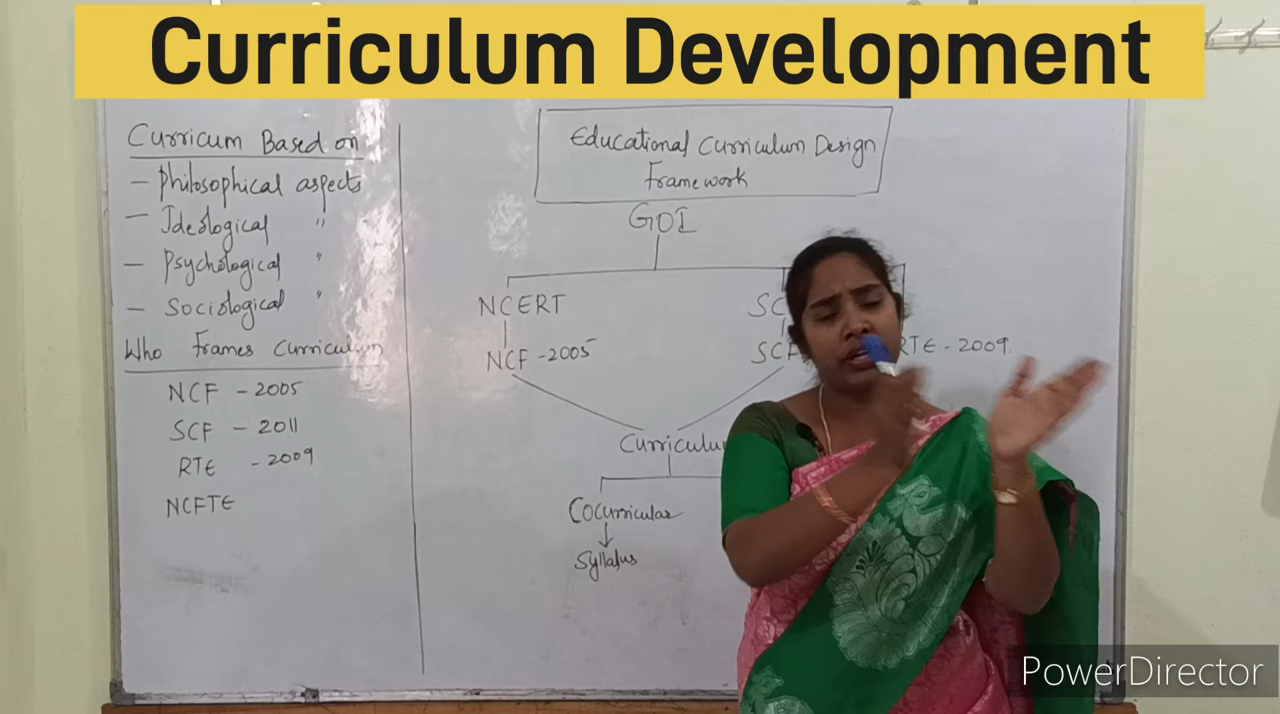 Curriculum Development
Curricum Based on
- Philosophical aspects
- Ideological "
- Psychological "
- Sociological "
Who Frames Curriculum
NCF - 2005
SCF - 2011
RTE - 2009
NCFTE
Educational Curriculum Design
Framework
GOI
NCERT
NCF - 2005
SCF
RTE - 2009.
Cocurricular
Syllabus
PowerDirector